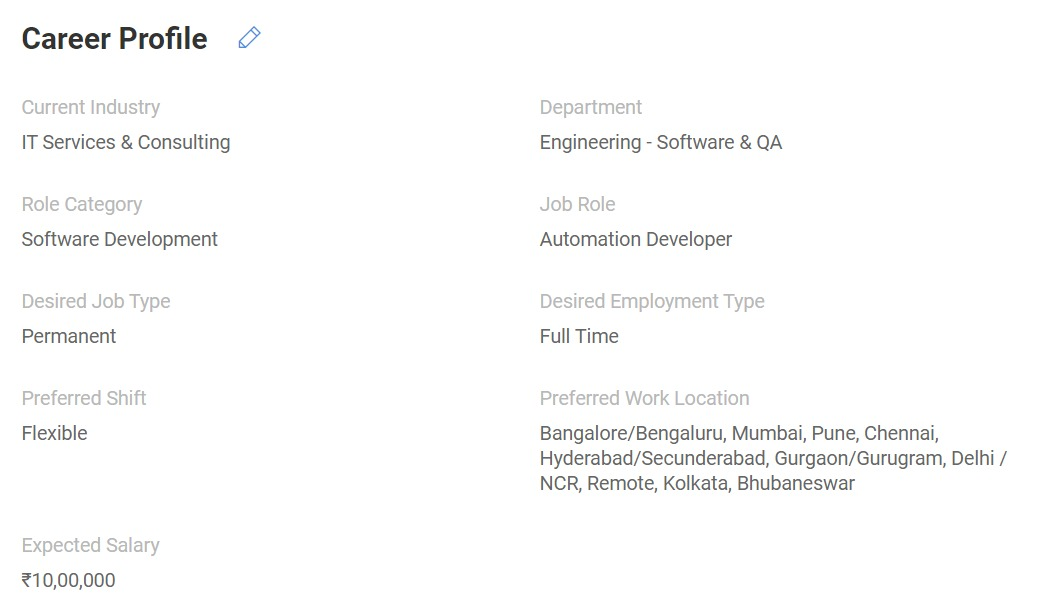 Career Profile
Current Industry
IT Services & Consulting
Department
Engineering - Software & QA
Role Category
Software Development
Job Role
Automation Developer
Desired Job Type
Permanent
Desired Employment Type
Full Time
Preferred Shift
Flexible
Preferred Work Location
Bangalore/Bengaluru, Mumbai, Pune, Chennai,
Hyderabad/Secunderabad, Gurgaon/Gurugram, Delhi /
NCR, Remote, Kolkata, Bhubaneswar
Expected Salary
₹10,00,000